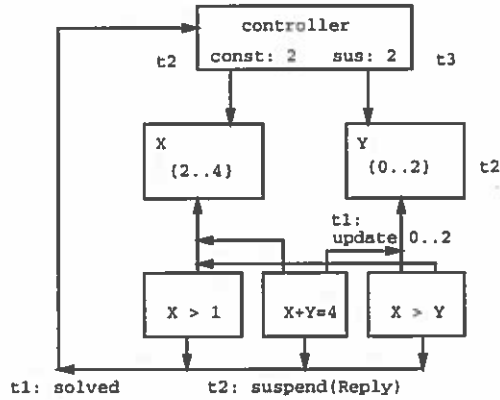 controller
const: 2 sus: 2
t2
t3
X
{2..4}
Y
{0..2}
t2
t1:
update 0..2
X > 1
X+Y=4
X > Y
t1: solved
t2: suspend(Reply)